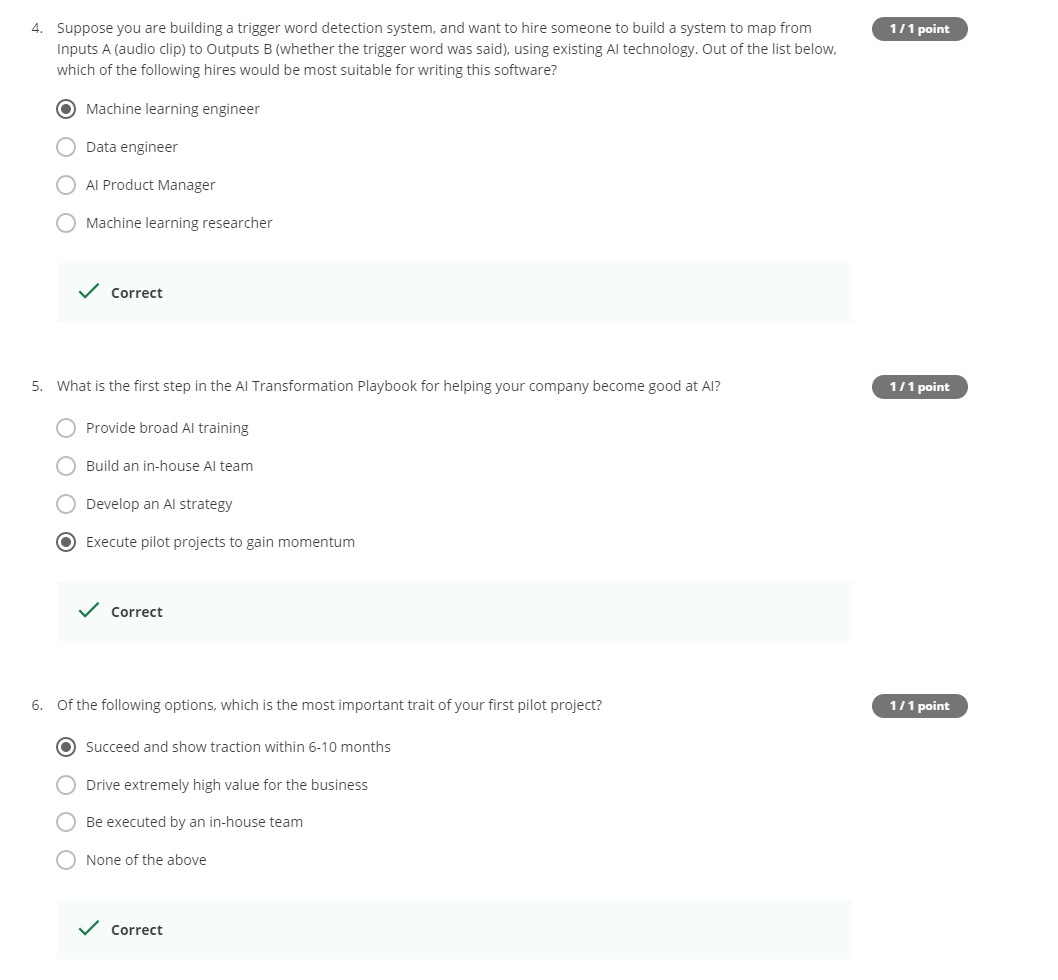 4. Suppose you are building a trigger word detection system, and want to hire someone to build a system to map from
1 / 1 point
Inputs A (audio clip) to Outputs B (whether the trigger word was said), using existing AI technology. Out of the list below,
which of the following hires would be most suitable for writing this software?
Machine learning engineer
Data engineer
AI Product Manager
Machine learning researcher
Correct
5. What is the first step in the AI Transformation Playbook for helping your company become good at AI?
1 / 1 point
Provide broad AI training
Build an in-house AI team
Develop an AI strategy
Execute pilot projects to gain momentum
Correct
6. Of the following options, which is the most important trait of your first pilot project?
1 / 1 point
Succeed and show traction within 6-10 months
Drive extremely high value for the business
Be executed by an in-house team
None of the above
Correct